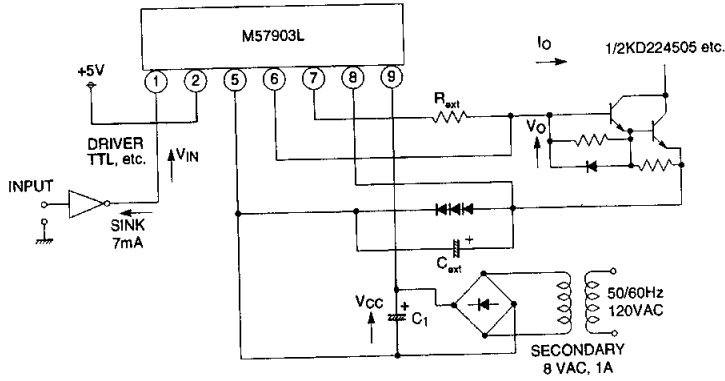 M57903L
1 2 5 6 7 8 9
+5V
IO
1/2KD224505 etc.
Rext
VO
DRIVER
TTL, etc.
VIN
INPUT
SINK
7mA
+
Cext
VCC
+
C1
50/60Hz
120VAC
SECONDARY
8 VAC, 1A